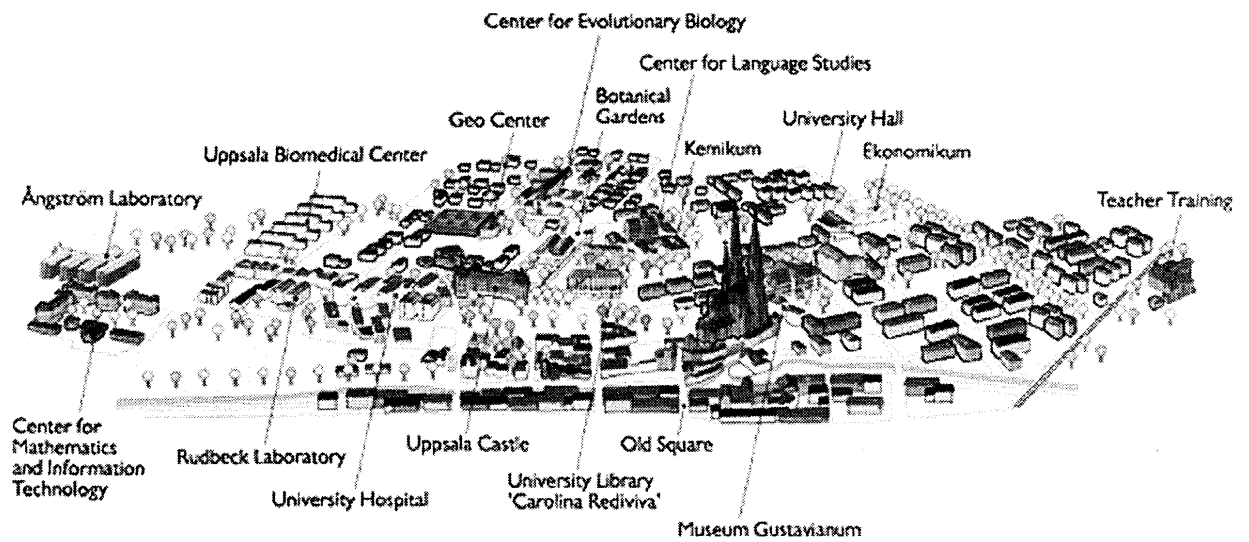 Center for Evolutionary Biology
Center for Language Studies
Botanical
Gardens
Geo Center
University Hall
Uppsala Biomedical Center
Kemikum
Ekonomikum
Ångström Laboratory
Teacher Training
Center for
Mathematics
and Information
Technology
Rudbeck Laboratory
University Hospital
Uppsala Castle
University Library
'Carolina Rediviva'
Old Square
Museum Gustavianum